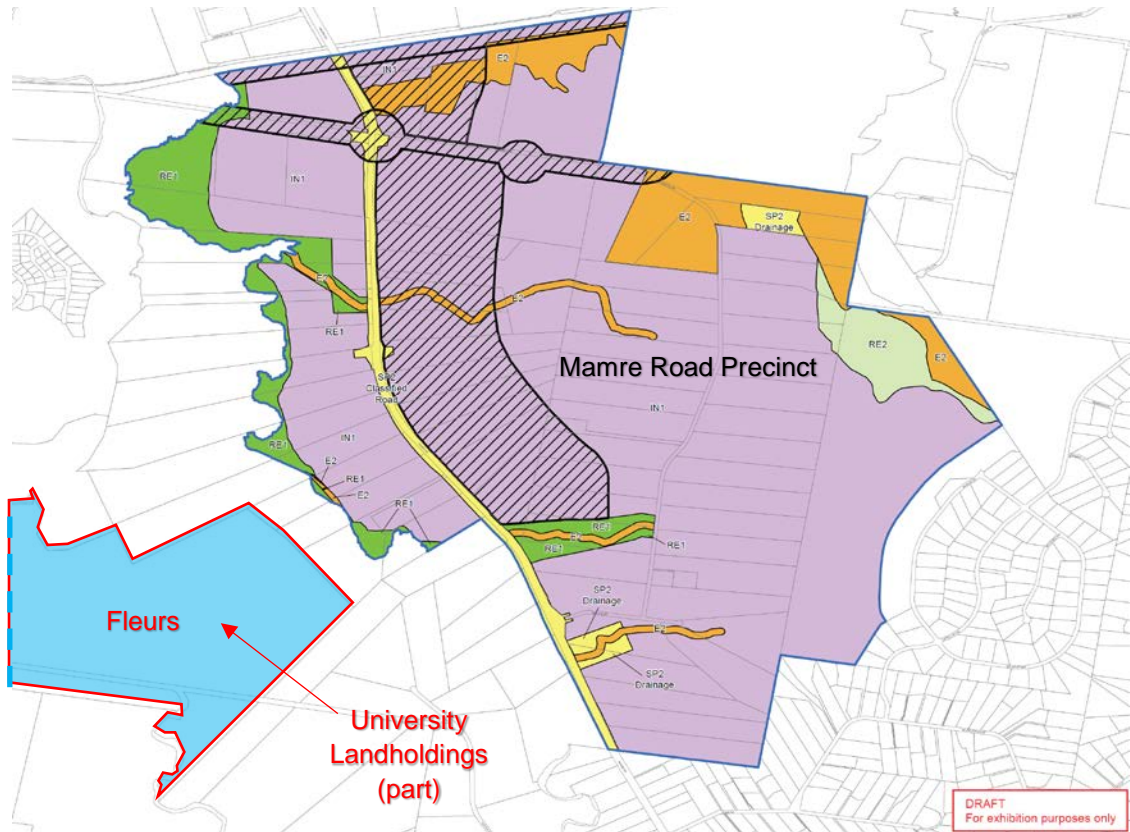 IN1
E2
RE1
IN1
E2
SP2
Drainage
E2
E2
RE1
RE2
E2
Mamre Road Precinct
SP2
Classified
Road
IN1
RE1
IN1
E2
RE1
E2
RE1
RE1
E2
RE1
RE1
SP2
Drainage
E2
SP2
Drainage
Fleurs
University
Landholdings
(part)
DRAFT
For exhibition purposes only